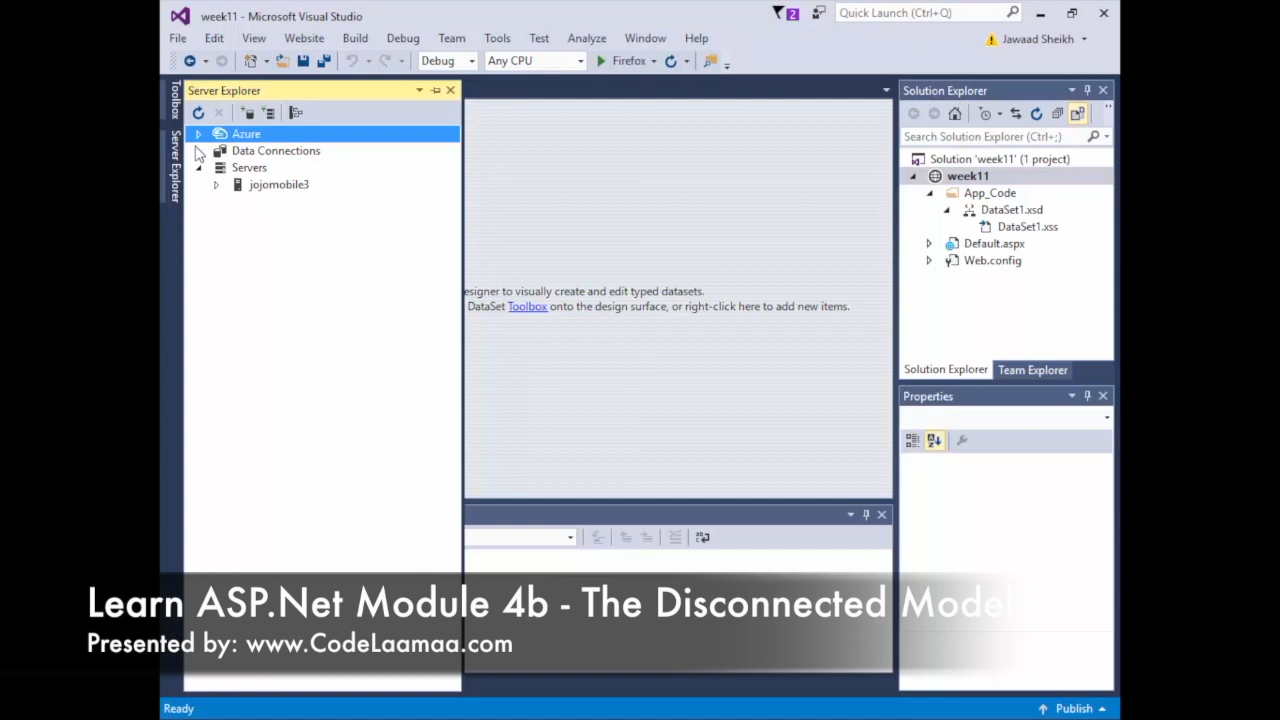 week11 - Microsoft Visual Studio
2
Quick Launch (Ctrl+Q)
File Edit View Website Build Debug Team Tools Test Analyze Window Help
Jawaad Sheikh
Debug Any CPU Firefox
Toolbox
Server Explorer
Server Explorer
Azure
Data Connections
Servers
jojomobile3
esigner to visually create and edit typed datasets.
DataSet Toolbox onto the design surface, or right-click here to add new items.
Solution Explorer
Search Solution Explorer (Ctrl+;)
Solution 'week11' (1 project)
week11
App_Code
DataSet1.xsd
DataSet1.xss
Default.aspx
Web.config
Solution Explorer Team Explorer
Properties
Learn ASP.Net Module 4b - The Disconnected Model
Presented by: www.CodeLaamaa.com
Ready
Publish